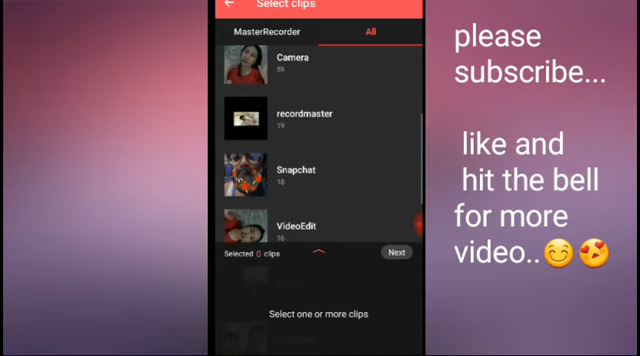 Select clips
MasterRecorder
All
Camera
59
recordmaster
19
Snapchat
18
VideoEdit
16
Selected 0 clips
Next
Select one or more clips
please
subscribe...
like and
hit the bell
for more
video..😊😍